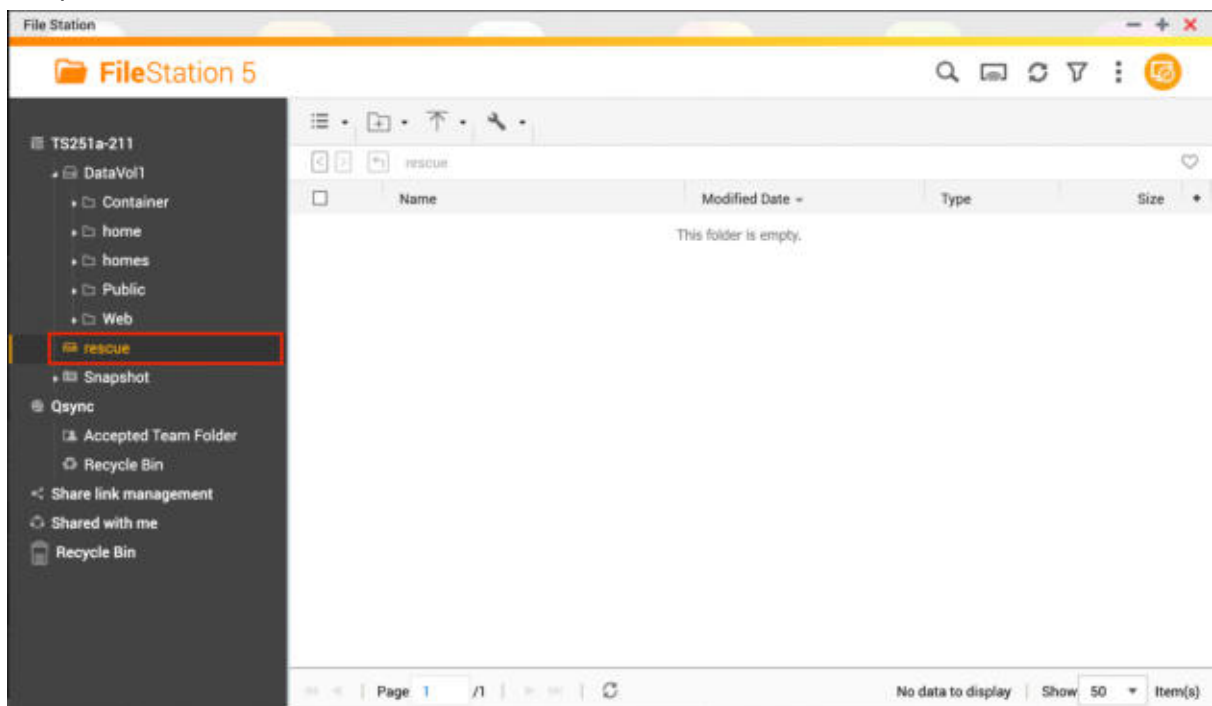 File Station
FileStation 5
TS251a-211
DataVol1
Container
home
homes
Public
Web
rescue
Snapshot
Qsync
Accepted Team Folder
Recycle Bin
Share link management
Shared with me
Recycle Bin
rescue
Name Modified Date Type Size
This folder is empty.
Page 1 /1 No data to display Show 50 Item(s)